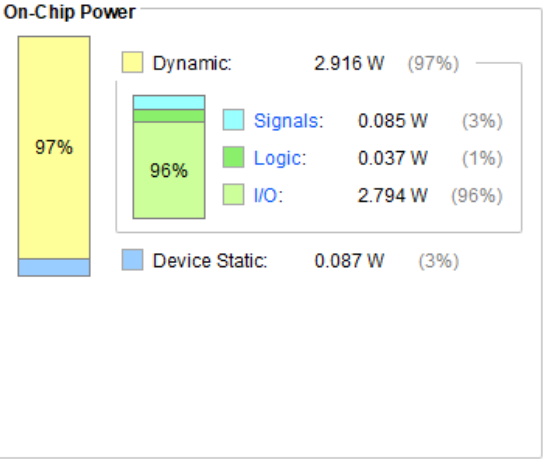 On-Chip Power
Dynamic: 2.916 W (97%)
97%
Signals: 0.085 W (3%)
Logic: 0.037 W (1%)
96%
I/O: 2.794 W (96%)
Device Static: 0.087 W (3%)